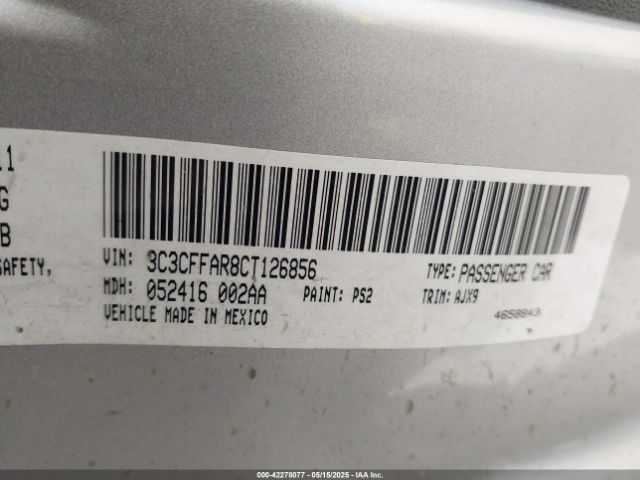 11
G
B
SAFETY,
VIN: 3C3CFFAR8CT126856
TYPE: PASSENGER CAR
MDH: 052416 002AA
PAINT: PS2
TRIM: AJX9
VEHICLE MADE IN MEXICO
4658843
000-42278077 - 05/15/2025 - IAA Inc.